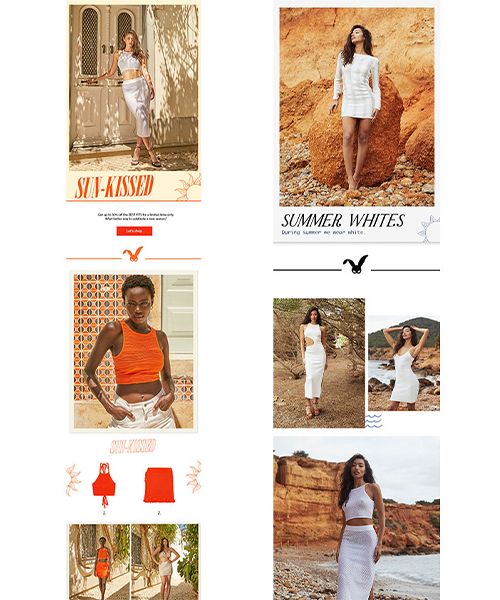 SUN-KISSED
Get up to 50% off the BEST FITS for a limited time only.
What better way to celebrate a new season?
Let's shop
SUN-KISSED
1.
2.
SUMMER WHITES
During summer we wear white.